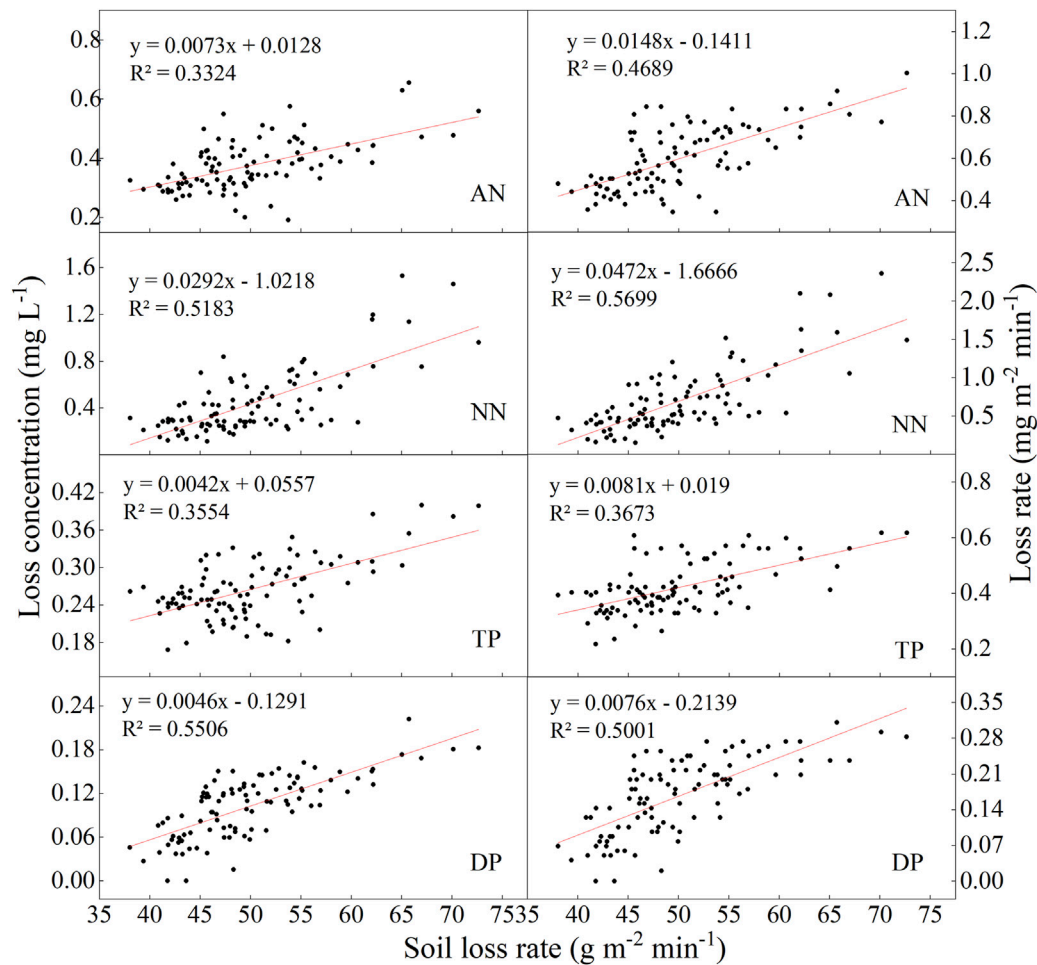 y = 0.0073x + 0.0128
R² = 0.3324
AN
0.8
0.6
0.4
0.2
y = 0.0148x - 0.1411
R² = 0.4689
AN
1.2
1.0
0.8
0.6
0.4
y = 0.0292x - 1.0218
R² = 0.5183
NN
1.6
1.2
0.8
0.4
y = 0.0472x - 1.6666
R² = 0.5699
NN
2.5
2.0
1.5
1.0
0.5
y = 0.0042x + 0.0557
R² = 0.3554
TP
0.42
0.36
0.30
0.24
0.18
y = 0.0081x + 0.019
R² = 0.3673
TP
0.8
0.6
0.4
0.2
y = 0.0046x - 0.1291
R² = 0.5506
DP
0.24
0.18
0.12
0.06
0.00
y = 0.0076x - 0.2139
R² = 0.5001
DP
0.35
0.28
0.21
0.14
0.07
0.00
35 40 45 50 55 60 65 70 75
35 40 45 50 55 60 65 70 75
Loss concentration (mg L⁻¹)
Loss rate (mg m⁻² min⁻¹)
Soil loss rate (g m⁻² min⁻¹)